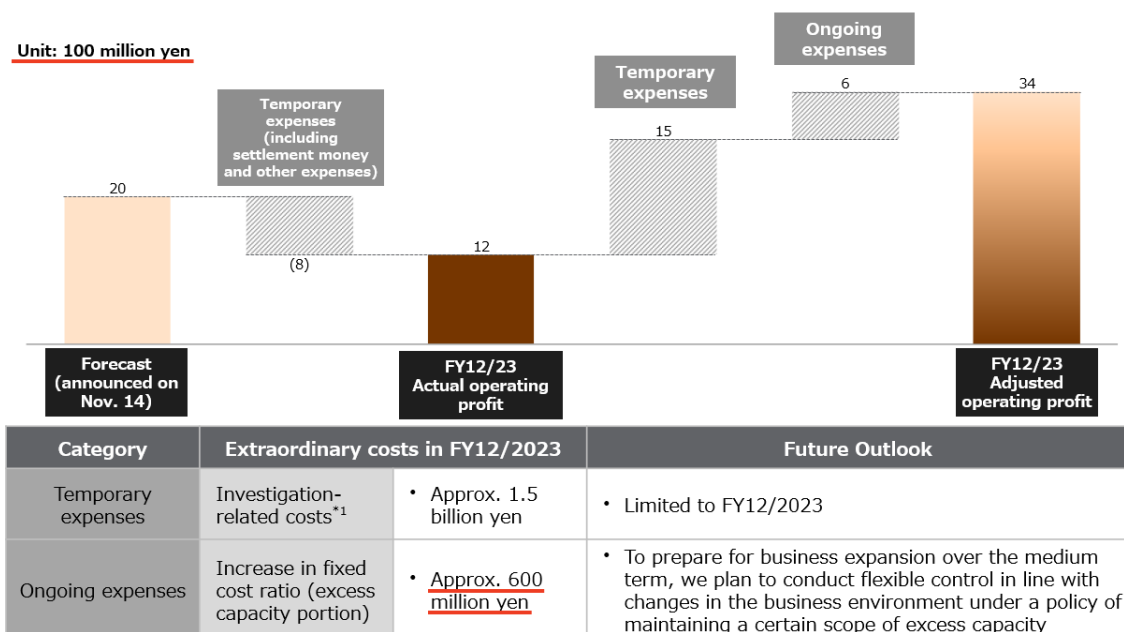 Unit: 100 million yen
Ongoing
expenses
Temporary
expenses
Temporary
expenses
(including
settlement money
and other expenses)
6
34
15
20
12
(8)
Forecast
(announced on
Nov. 14)
FY12/23
Actual operating
profit
FY12/23
Adjusted
operating profit
Category
Extraordinary costs in FY12/2023
Future Outlook
Temporary
expenses
Investigation-
related costs*1
• Approx. 1.5
billion yen
• Limited to FY12/2023
Ongoing expenses
Increase in fixed
cost ratio (excess
capacity portion)
• Approx. 600
million yen
• To prepare for business expansion over the medium
term, we plan to conduct flexible control in line with
changes in the business environment under a policy of
maintaining a certain scope of excess capacity